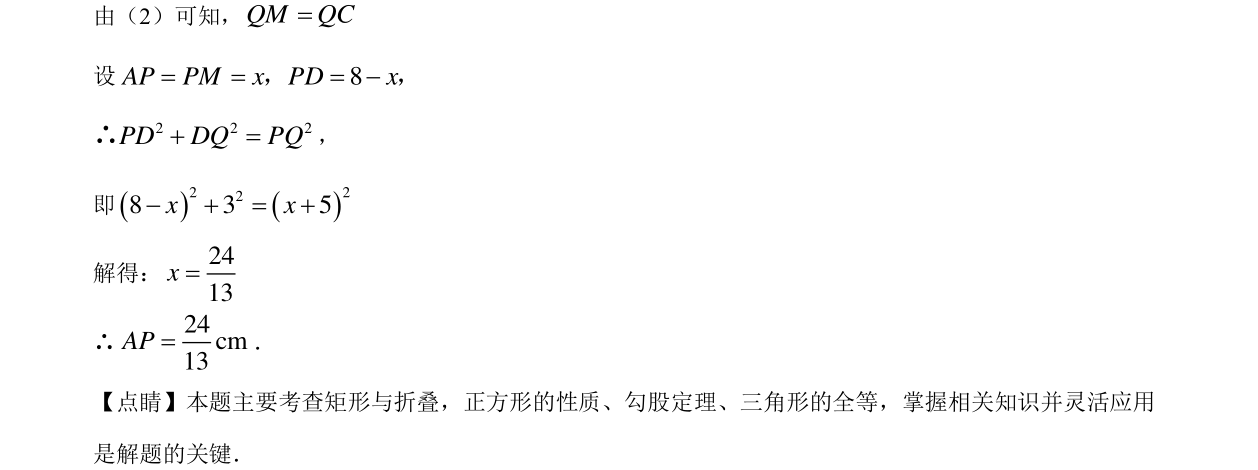 由（2）可知，QM = QC
设 AP = PM = x，PD = 8 − x，
∴PD² + DQ² = PQ²，
即(8 − x)² + 3² = (x + 5)²
解得：x = 24/13
∴ AP = 24/13 cm．
【点睛】本题主要考查矩形与折叠，正方形的性质、勾股定理、三角形的全等，掌握相关知识并灵活应用
是解题的关键．